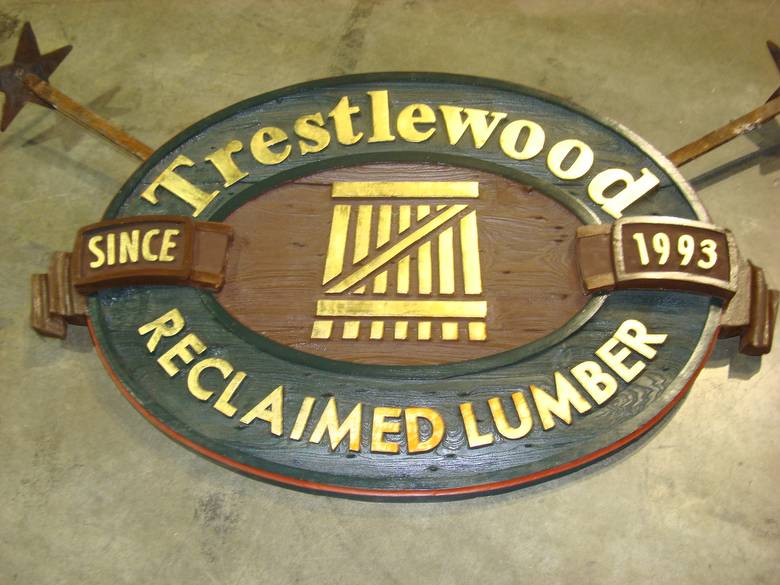 Trestlewood
SINCE 1993
RECLAIMED LUMBER